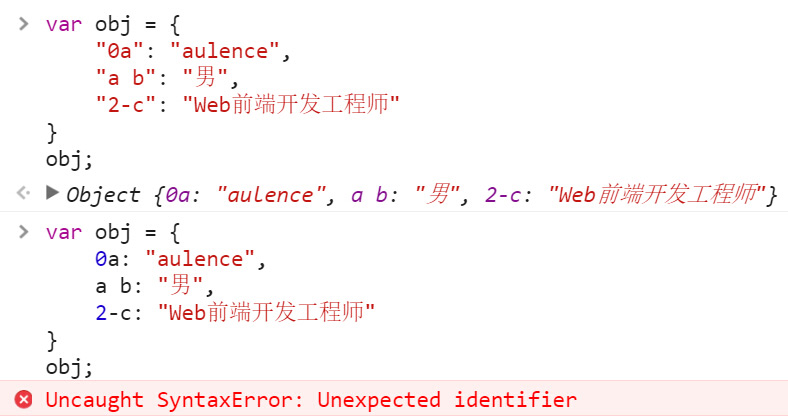 var obj = {
"0a": "aulence",
"a b": "男",
"2-c": "Web前端开发工程师"
}
obj;
Object {0a: "aulence", a b: "男", 2-c: "Web前端开发工程师"}
var obj = {
0a: "aulence",
a b: "男",
2-c: "Web前端开发工程师"
}
obj;
Uncaught SyntaxError: Unexpected identifier